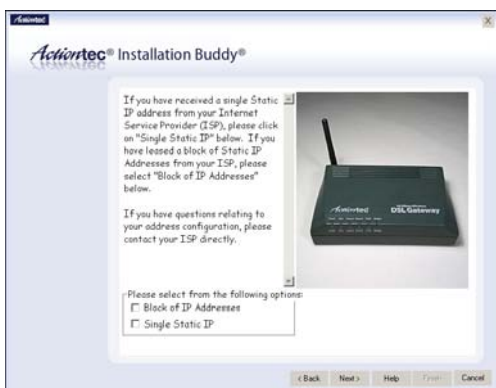 Actiontec
X
Actiontec® Installation Buddy®
If you have received a single Static
IP address from your Internet
Service Provider (ISP), please click
on "Single Static IP" below. If you
have leased a block of Static IP
Addresses from your ISP, please
select "Block of IP Addresses"
below.
If you have questions relating to
your address configuration, please
contact your ISP directly.
Actiontec
DSL Gateway
Please select from the following options:
Block of IP Addresses
Single Static IP
< Back
Next >
Help
Finish
Cancel